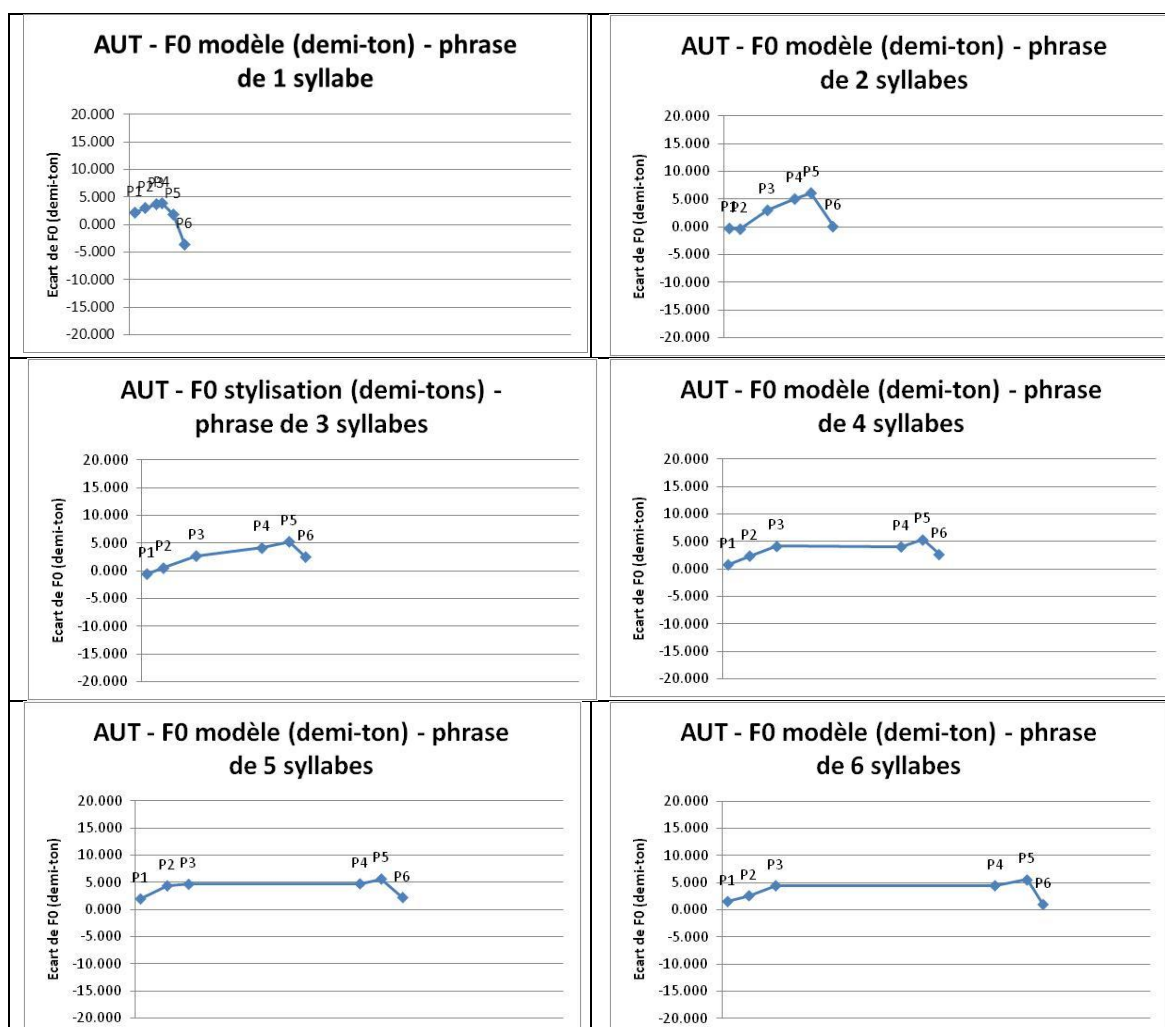 AUT - F0 modèle (demi-ton) - phrase
de 1 syllabe
Ecart de F0 (demi-ton)
20.000
15.000
10.000
5.000
0.000
-5.000
-10.000
-15.000
-20.000
P1
P2
P3
P4
P5
P6
AUT - F0 modèle (demi-ton) - phrase
de 2 syllabes
Ecart de F0 (demi-ton)
20.000
15.000
10.000
5.000
0.000
-5.000
-10.000
-15.000
-20.000
P1
P2
P3
P4
P5
P6
AUT - F0 stylisation (demi-tons) -
phrase de 3 syllabes
Ecart de F0 (demi-ton)
20.000
15.000
10.000
5.000
0.000
-5.000
-10.000
-15.000
-20.000
P1
P2
P3
P4
P5
P6
AUT - F0 modèle (demi-ton) - phrase
de 4 syllabes
Ecart de F0 (demi-ton)
20.000
15.000
10.000
5.000
0.000
-5.000
-10.000
-15.000
-20.000
P1
P2
P3
P4
P5
P6
AUT - F0 modèle (demi-ton) - phrase
de 5 syllabes
Ecart de F0 (demi-ton)
20.000
15.000
10.000
5.000
0.000
-5.000
-10.000
-15.000
-20.000
P1
P2
P3
P4
P5
P6
AUT - F0 modèle (demi-ton) - phrase
de 6 syllabes
Ecart de F0 (demi-ton)
20.000
15.000
10.000
5.000
0.000
-5.000
-10.000
-15.000
-20.000
P1
P2
P3
P4
P5
P6